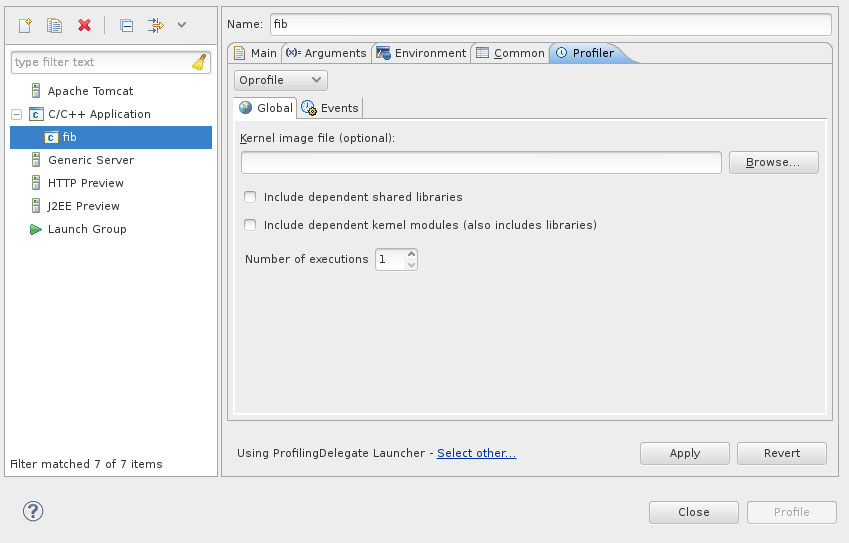 Name: fib
type filter text
Apache Tomcat
C/C++ Application
fib
Generic Server
HTTP Preview
J2EE Preview
Launch Group
Filter matched 7 of 7 items
Main (x)= Arguments Environment Common Profiler
Oprofile
Global Events
Kernel image file (optional):
Browse...
Include dependent shared libraries
Include dependent kernel modules (also includes libraries)
Number of executions 1
Using ProfilingDelegate Launcher - Select other...
Apply Revert
Close Profile